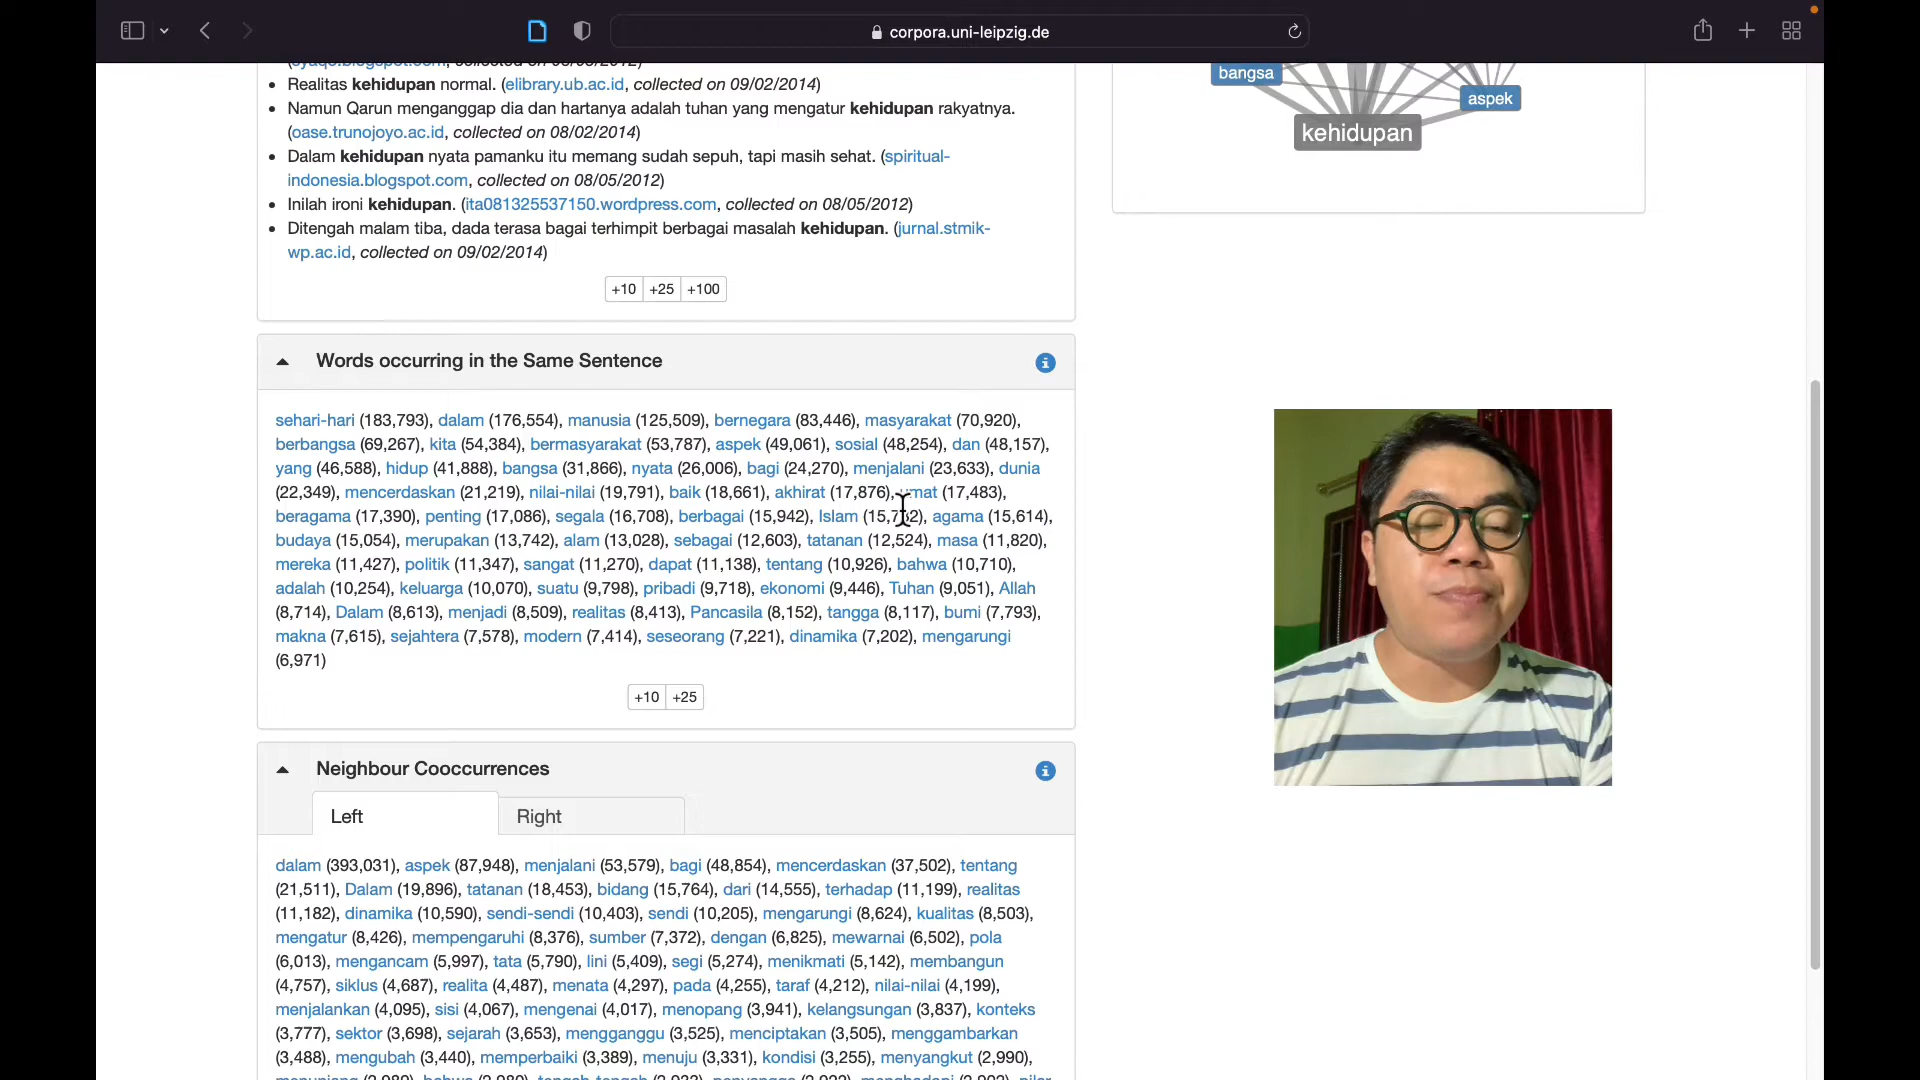 corpora.uni-leipzig.de
• Realitas kehidupan normal. (elibrary.ub.ac.id, collected on 09/02/2014)
• Namun Qarun menganggap dia dan hartanya adalah tuhan yang mengatur kehidupan rakyatnya.
(oase.trunojoyo.ac.id, collected on 08/02/2014)
• Dalam kehidupan nyata pamanku itu memang sudah sepuh, tapi masih sehat. (spiritual-
indonesia.blogspot.com, collected on 08/05/2012)
• Inilah ironi kehidupan. (ita081325537150.wordpress.com, collected on 08/05/2012)
• Ditengah malam tiba, dada terasa bagai terhimpit berbagai masalah kehidupan. (jurnal.stmik-
wp.ac.id, collected on 09/02/2014)
+10 +25 +100
bangsa
aspek
kehidupan
Words occurring in the Same Sentence
sehari-hari (183,793), dalam (176,554), manusia (125,509), bernegara (83,446), masyarakat (70,920),
berbangsa (69,267), kita (54,384), bermasyarakat (53,787), aspek (49,061), sosial (48,254), dan (48,157),
yang (46,588), hidup (41,888), bangsa (31,866), nyata (26,006), bagi (24,270), menjalani (23,633), dunia
(22,349), mencerdaskan (21,219), nilai-nilai (19,791), baik (18,661), akhirat (17,876), (17,483),
beragama (17,390), penting (17,086), segala (16,708), berbagai (15,942), Islam agama (15,614),
budaya (15,054), merupakan (13,742), alam (13,028), sebagai (12,603), tatanan (12,524), masa (11,820),
mereka (11,427), politik (11,347), sangat (11,270), dapat (11,138), tentang (10,926), bahwa (10,710),
adalah (10,254), keluarga (10,070), suatu (9,798), pribadi (9,718), ekonomi (9,446), Tuhan (9,051), Allah
(8,714), Dalam (8,613), menjadi (8,509), realitas (8,413), Pancasila (8,152), tangga (8,117), bumi (7,793),
makna (7,615), sejahtera (7,578), modern (7,414), seseorang (7,221), dinamika (7,202), mengarungi
(6,971)
+10 +25
Neighbour Cooccurrences
Left Right
dalam (393,031), aspek (87,948), menjalani (53,579), bagi (48,854), mencerdaskan (37,502), tentang
(21,511), Dalam (19,896), tatanan (18,453), bidang (15,764), dari (14,555), terhadap (11,199), realitas
(11,182), dinamika (10,590), sendi-sendi (10,403), sendi (10,205), mengarungi (8,624), kualitas (8,503),
mengatur (8,426), mempengaruhi (8,376), sumber (7,372), dengan (6,825), mewarnai (6,502), pola
(6,013), mengancam (5,997), tata (5,790), lini (5,409), segi (5,274), menikmati (5,142), membangun
(4,757), siklus (4,687), realita (4,487), menata (4,297), pada (4,255), taraf (4,212), nilai-nilai (4,199),
menjalankan (4,095), sisi (4,067), mengenai (4,017), menopang (3,941), kelangsungan (3,837), konteks
(3,777), sektor (3,698), sejarah (3,653), mengganggu (3,525), menciptakan (3,505), menggambarkan
(3,488), mengubah (3,440), memperbaiki (3,389), menuju (3,331), kondisi (3,255), menyangkut (2,990),